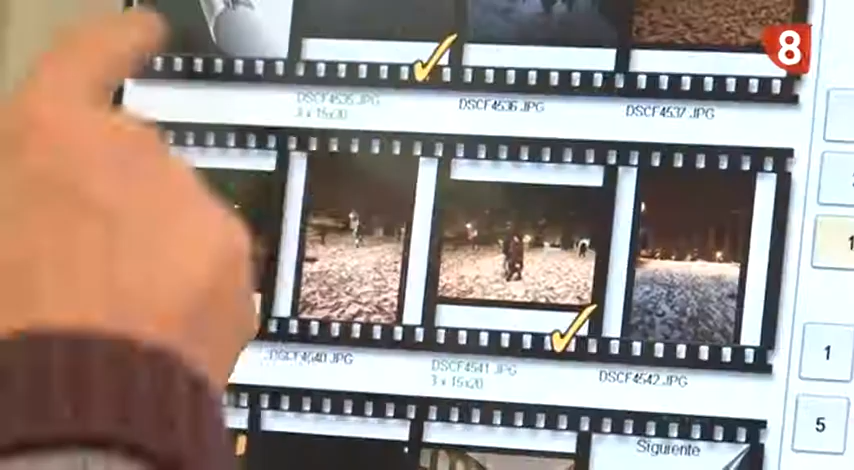 8
DSCF4535.JPG
3 x 15x20
DSCF4536.JPG
DSCF4537.JPG
DSCF4540.JPG
DSCF4541.JPG
3 x 15x20
DSCF4542.JPG
1
1
5
Siguiente